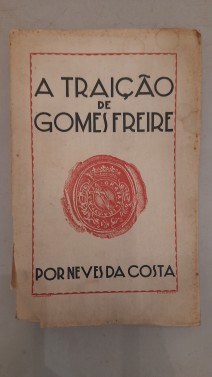 A TRAIÇÃO
DE
GOMES FREIRE
POR NEVES DA COSTA